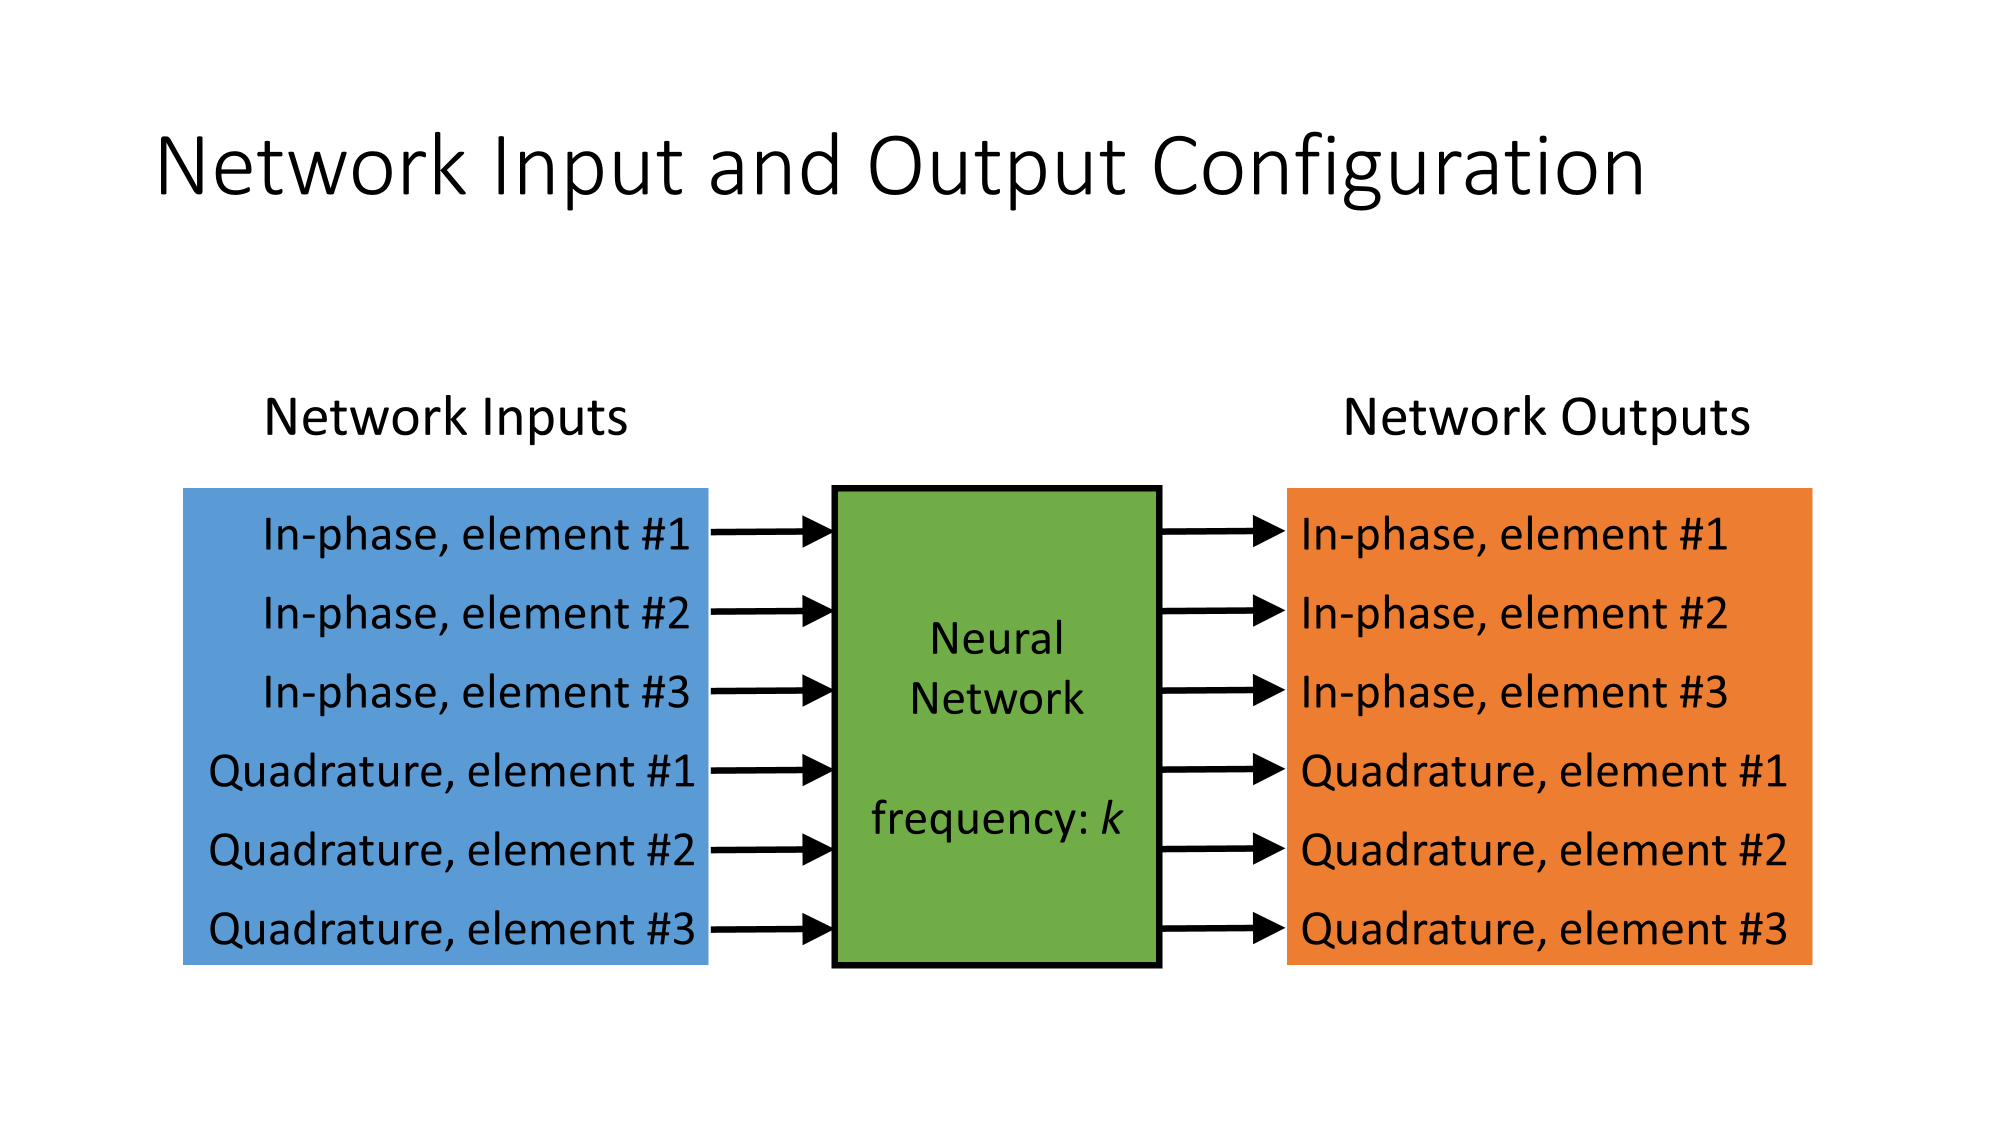 Network Input and Output Configuration
Network Inputs
In-phase, element #1
In-phase, element #2
In-phase, element #3
Quadrature, element #1
Quadrature, element #2
Quadrature, element #3
Neural
Network
frequency: k
Network Outputs
In-phase, element #1
In-phase, element #2
In-phase, element #3
Quadrature, element #1
Quadrature, element #2
Quadrature, element #3